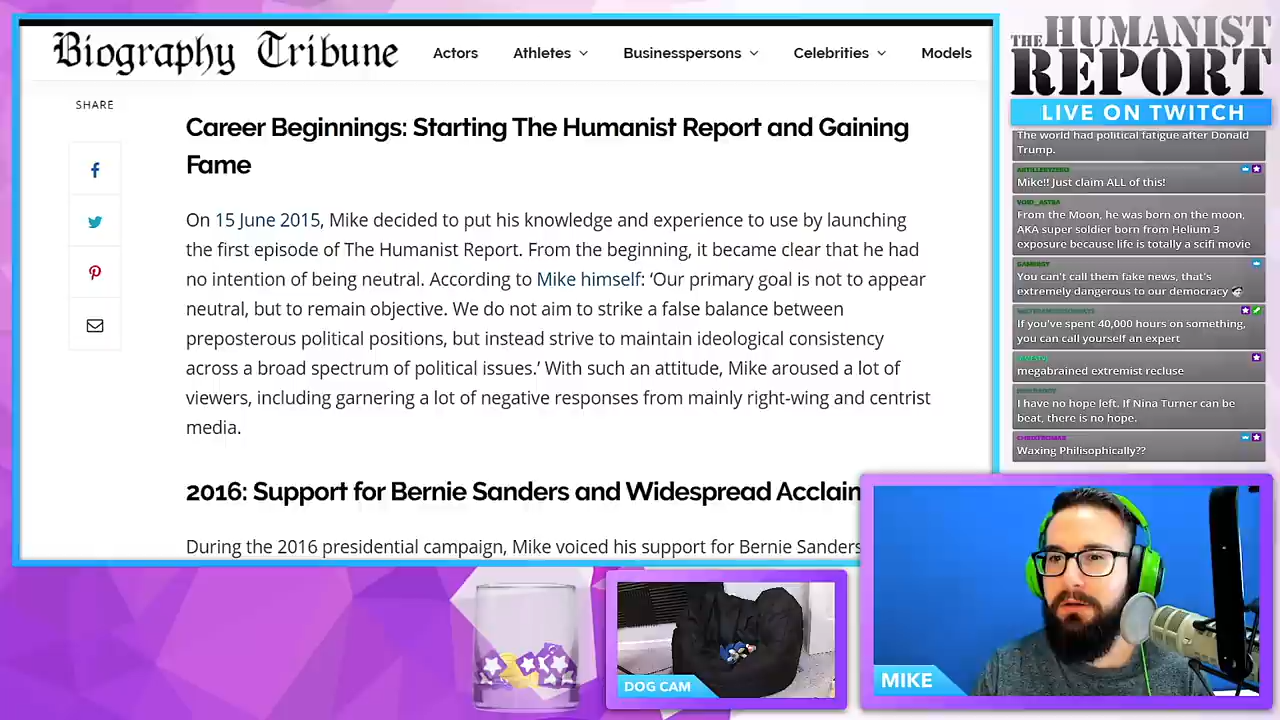 Biography Tribune
Actors
Athletes
Businesspersons
Celebrities
Models
SHARE
Career Beginnings: Starting The Humanist Report and Gaining
Fame
On 15 June 2015, Mike decided to put his knowledge and experience to use by launching
the first episode of The Humanist Report. From the beginning, it became clear that he had
no intention of being neutral. According to Mike himself: ‘Our primary goal is not to appear
neutral, but to remain objective. We do not aim to strike a false balance between
preposterous political positions, but instead strive to maintain ideological consistency
across a broad spectrum of political issues.’ With such an attitude, Mike aroused a lot of
viewers, including garnering a lot of negative responses from mainly right-wing and centrist
media.
2016: Support for Bernie Sanders and Widespread Acclaim
During the 2016 presidential campaign, Mike voiced his support for Bernie Sanders
THE HUMANIST
REPORT
LIVE ON TWITCH
The world had political fatigue after Donald
Trump.
ARTILLERYZERO
Mike!! Just claim ALL of this!
VOID_ASTRA
From the Moon, he was born on the moon,
AKA super soldier born from Helium 3
exposure because life is totally a scifi movie
You can't call them fake news, that's
extremely dangerous to our democracy
If you've spent 40,000 hours on something,
you can call yourself an expert
megabrained extremist recluse
I have no hope left. If Nina Turner can be
beat, there is no hope.
Waxing Philisophically??
DOG CAM
MIKE